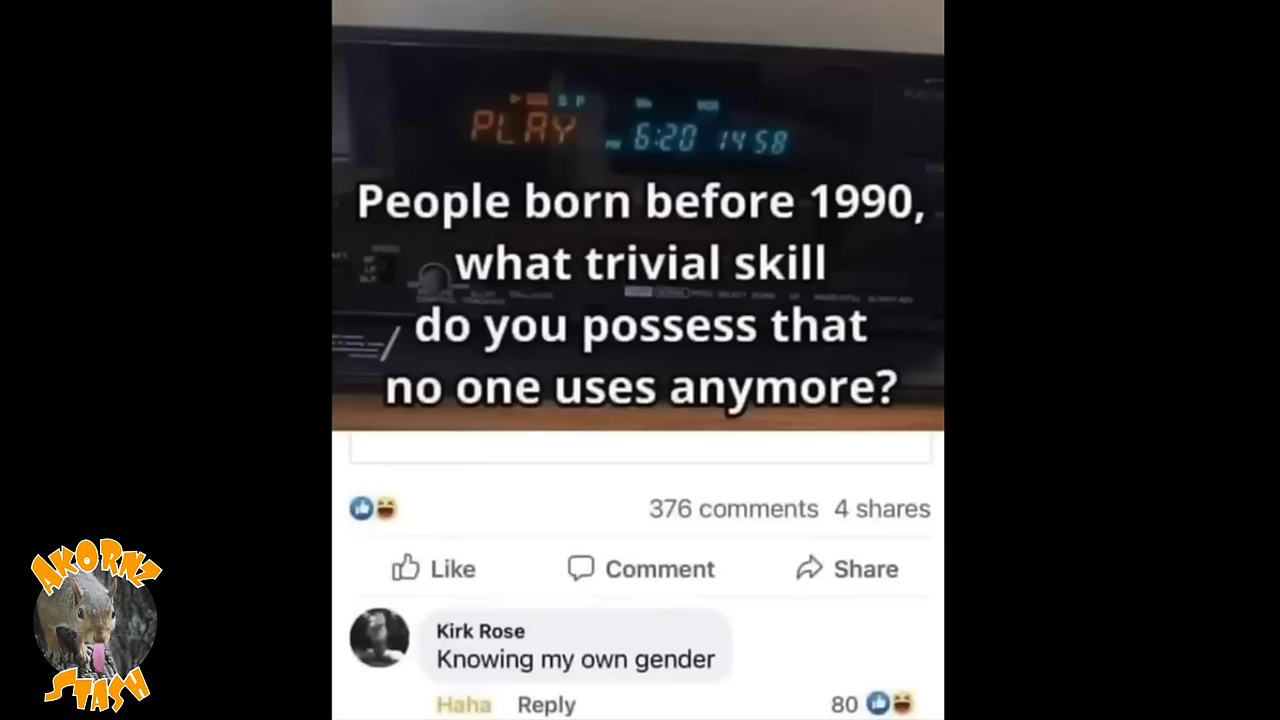 PLAY
6:20 14 58
People born before 1990,
what trivial skill
do you possess that
no one uses anymore?
376 comments 4 shares
Like Comment Share
Kirk Rose
Knowing my own gender
Haha Reply 80
AKORNZ
STASH